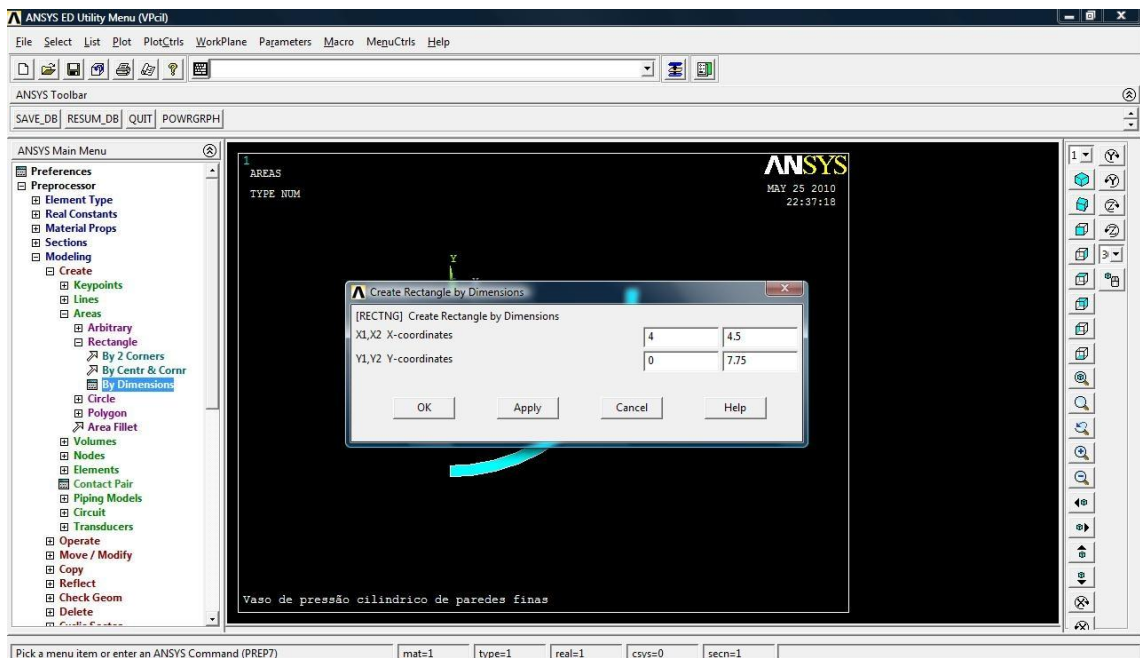 ANSYS ED Utility Menu (VPcil)
File Select List Plot PlotCtrls WorkPlane Parameters Macro MenuCtrls Help
ANSYS Toolbar
SAVE_DB RESUM_DB QUIT POWRGRPH
ANSYS Main Menu
Preferences
Preprocessor
Element Type
Real Constants
Material Props
Sections
Modeling
Create
Keypoints
Lines
Areas
Arbitrary
Rectangle
By 2 Corners
By Centr & Cornr
By Dimensions
Circle
Polygon
Area Fillet
Volumes
Nodes
Elements
Contact Pair
Piping Models
Circuit
Transducers
Operate
Move / Modify
Copy
Reflect
Check Geom
Delete
1
AREAS
TYPE NUM
ANSYS
MAY 25 2010
22:37:18
Y
Create Rectangle by Dimensions
[RECTNG] Create Rectangle by Dimensions
X1,X2 X-coordinates 4 4.5
Y1,Y2 Y-coordinates 0 7.75
OK Apply Cancel Help
Vaso de pressão cilindrico de paredes finas
1
Pick a menu item or enter an ANSYS Command (PREP7) mat=1 type=1 real=1 csys=0 secn=1